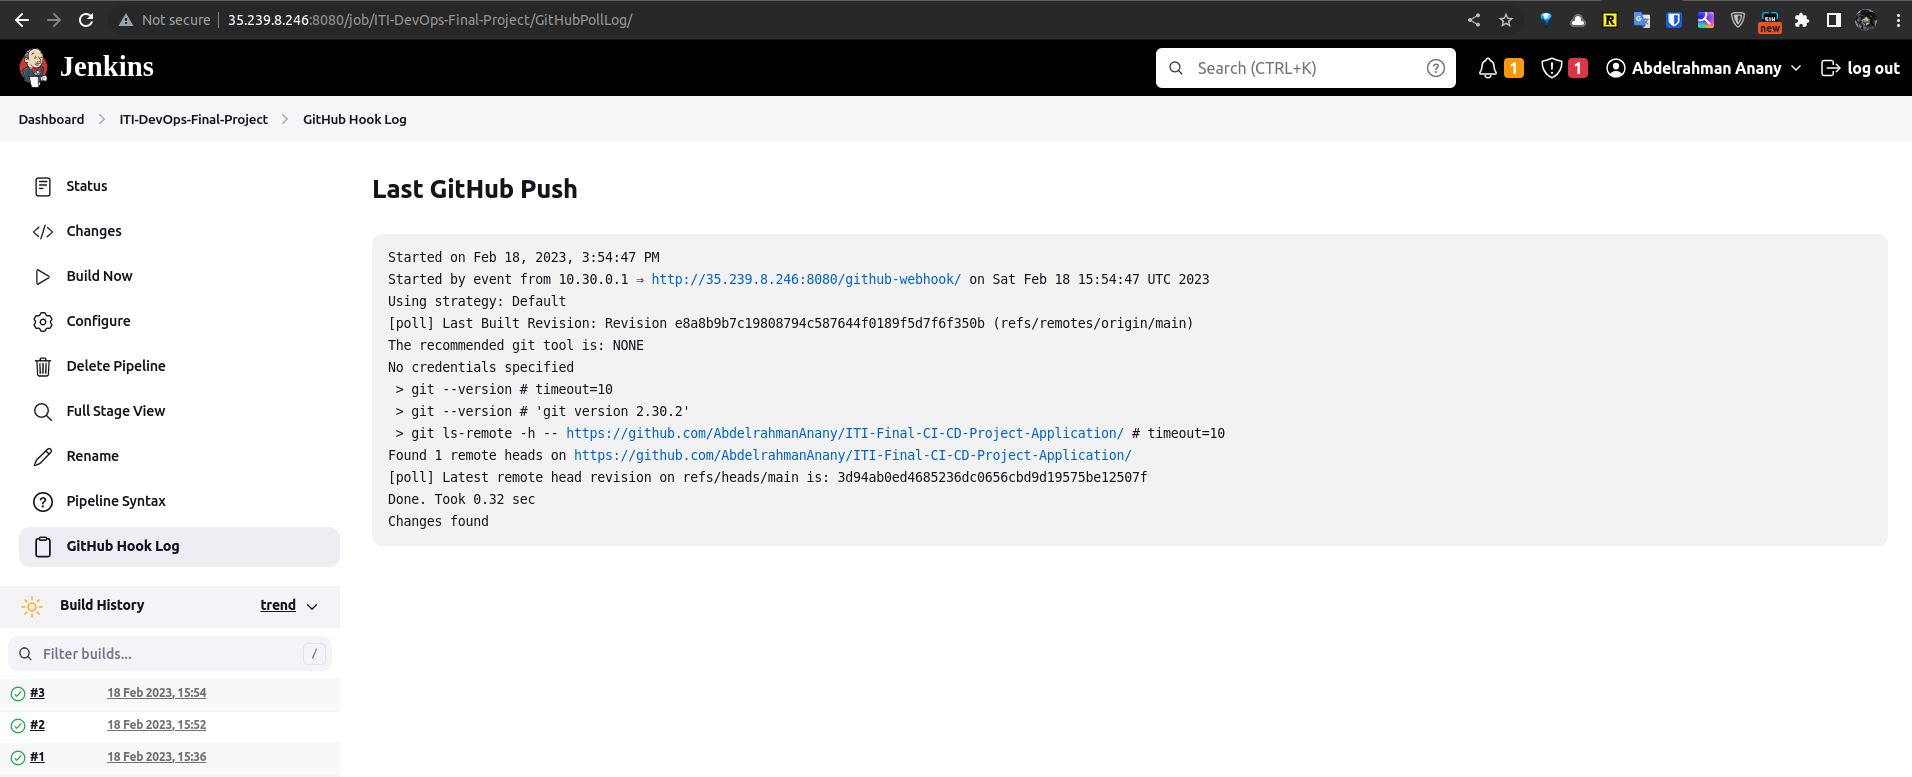 Not secure 35.239.8.246:8080/job/ITI-DevOps-Final-Project/GitHubPollLog/
new
Jenkins
Search (CTRL+K)
1
1
Abdelrahman Anany
log out
Dashboard
ITI-DevOps-Final-Project
GitHub Hook Log
Status
Changes
Build Now
Configure
Delete Pipeline
Full Stage View
Rename
Pipeline Syntax
GitHub Hook Log
Build History
trend
Filter builds...
/
#3 18 Feb 2023, 15:54
#2 18 Feb 2023, 15:52
#1 18 Feb 2023, 15:36
Last GitHub Push
Started on Feb 18, 2023, 3:54:47 PM
Started by event from 10.30.0.1 ⇒ http://35.239.8.246:8080/github-webhook/ on Sat Feb 18 15:54:47 UTC 2023
Using strategy: Default
[poll] Last Built Revision: Revision e8a8b9b7c19808794c587644f0189f5d7f6f350b (refs/remotes/origin/main)
The recommended git tool is: NONE
No credentials specified
> git --version # timeout=10
> git --version # 'git version 2.30.2'
> git ls-remote -h -- https://github.com/AbdelrahmanAnany/ITI-Final-CI-CD-Project-Application/ # timeout=10
Found 1 remote heads on https://github.com/AbdelrahmanAnany/ITI-Final-CI-CD-Project-Application/
[poll] Latest remote head revision on refs/heads/main is: 3d94ab0ed4685236dc0656cbd9d19575be12507f
Done. Took 0.32 sec
Changes found